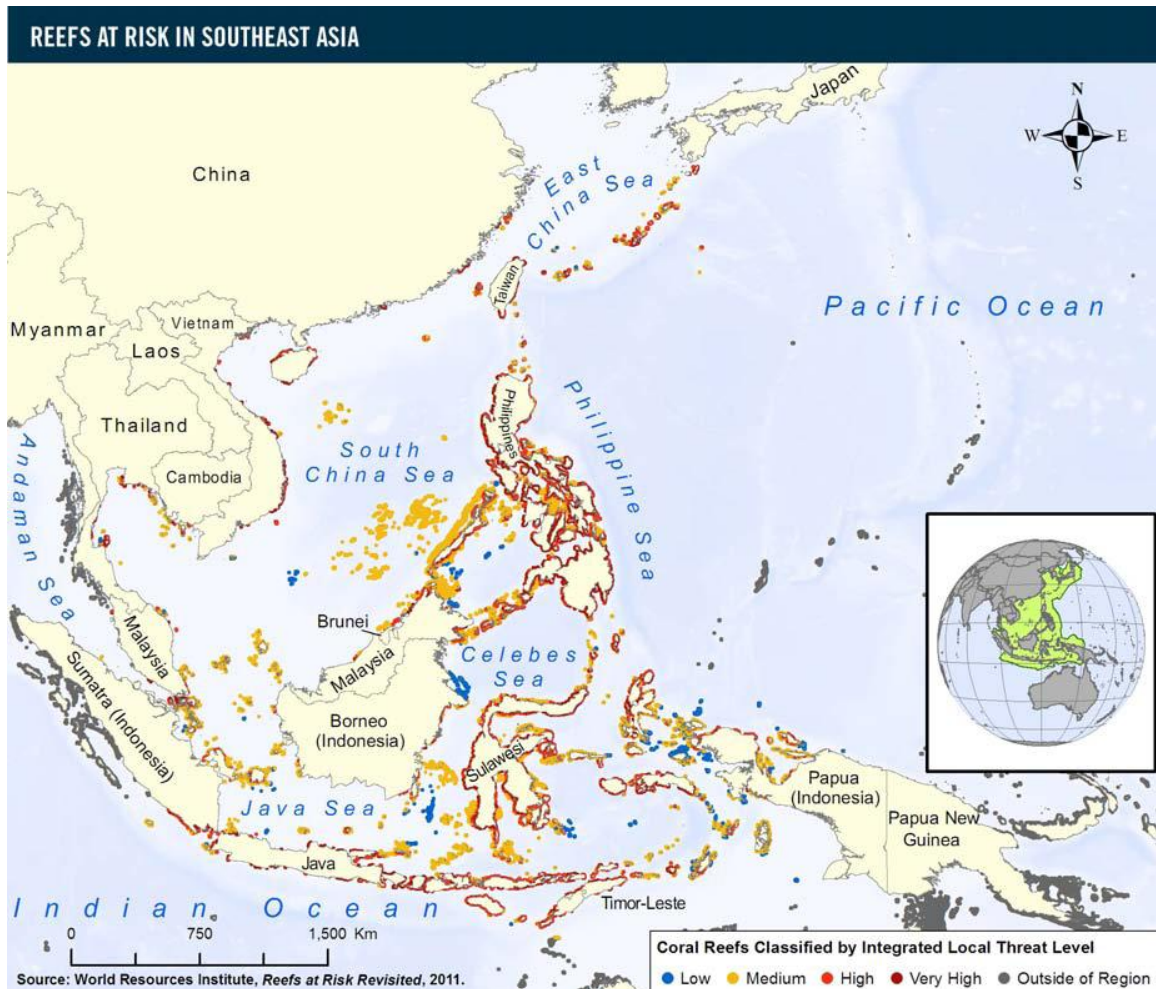 REEFS AT RISK IN SOUTHEAST ASIA
Japan
N
W
E
S
China
East
China Sea
Taiwan
Pacific Ocean
Myanmar
Vietnam
Laos
Thailand
Philippines
Philippine Sea
South
China Sea
Cambodia
Andaman Sea
Brunei
Malaysia
Malaysia
Celebes
Sea
Sumatra (Indonesia)
Borneo
(Indonesia)
Sulawesi
Papua
(Indonesia)
Papua New
Guinea
Java Sea
Java
Timor-Leste
Indian Ocean
0 750 1,500 Km
Source: World Resources Institute, Reefs at Risk Revisited, 2011.
Coral Reefs Classified by Integrated Local Threat Level
Low Medium High Very High Outside of Region